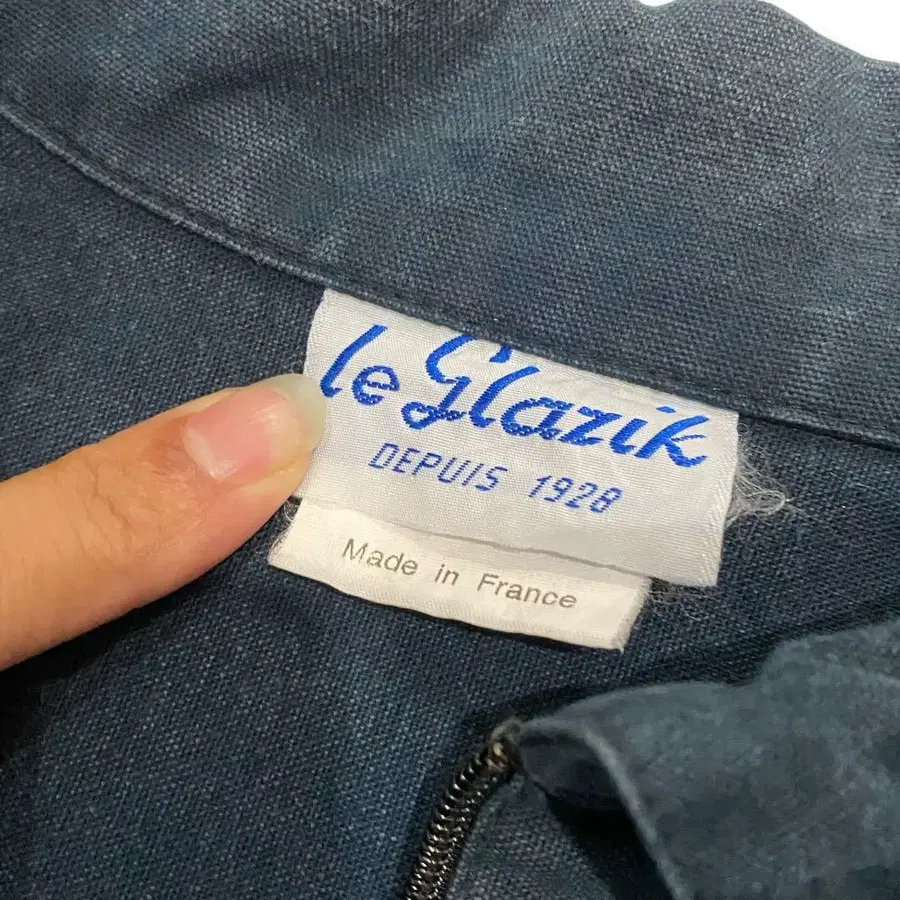 le Glazik
DEPUIS 1928
Made in France